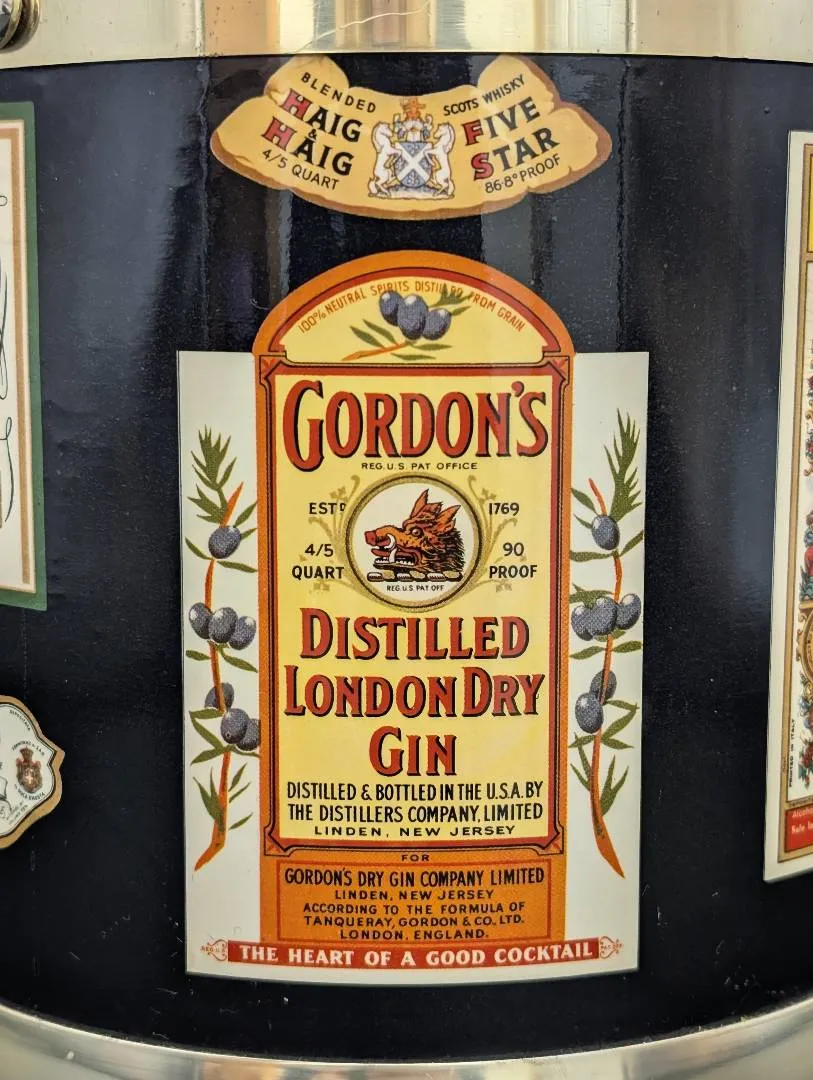 BLENDED
HAIG
&
HAIG
4/5 QUART
SCOTS WHISKY
FIVE
STAR
86·8° PROOF
100% NEUTRAL SPIRITS DISTILLED FROM GRAIN
GORDON'S
REG. U.S. PAT OFFICE
ESTD 1769
4/5 QUART
90 PROOF
REG. U.S. PAT OFF
DISTILLED
LONDON DRY
GIN
DISTILLED & BOTTLED IN THE U.S.A. BY
THE DISTILLERS COMPANY, LIMITED
LINDEN, NEW JERSEY
FOR
GORDON'S DRY GIN COMPANY LIMITED
LINDEN, NEW JERSEY
ACCORDING TO THE FORMULA OF
TANQUERAY, GORDON & CO., LTD.
LONDON, ENGLAND.
THE HEART OF A GOOD COCKTAIL
PRINTED IN ITALY